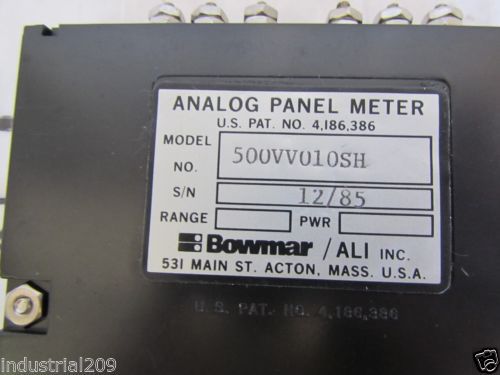 ANALOG PANEL METER
U.S. PAT. NO. 4,186,386
MODEL NO. 500VV010SH
S/N 12/85
RANGE PWR
Bowmar / ALI INC.
531 MAIN ST. ACTON, MASS. U.S.A.
U.S. PAT. NO. 4,186,386
industrial209